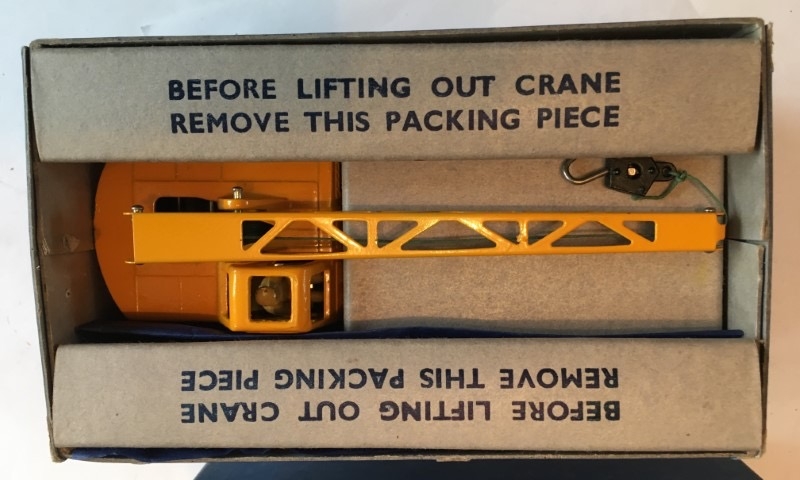 BEFORE LIFTING OUT CRANE
REMOVE THIS PACKING PIECE
BEFORE LIFTING OUT CRANE
REMOVE THIS PACKING PIECE